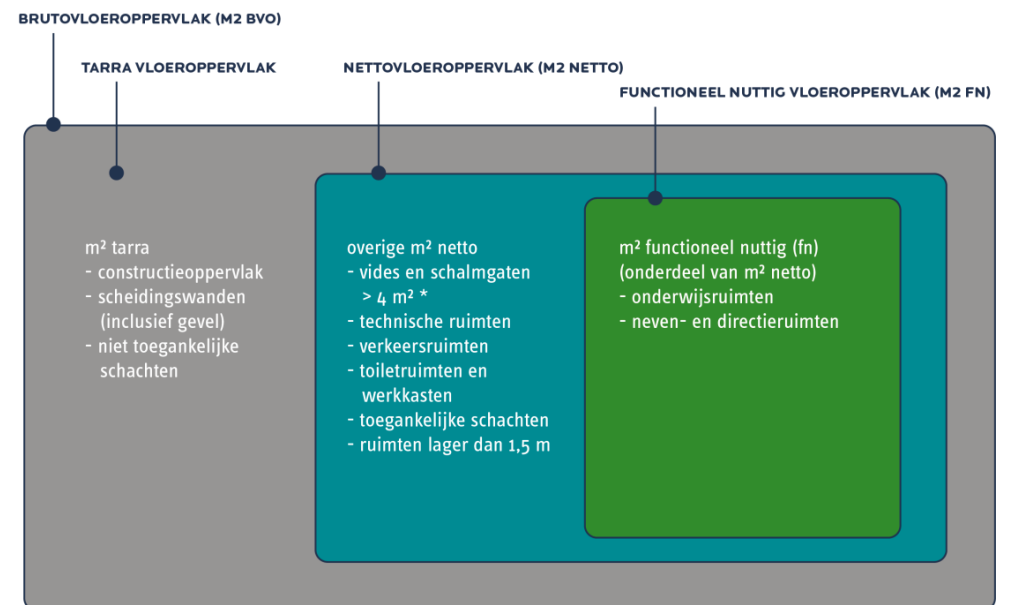 BRUTOVLOEROPPERVLAK (M2 BVO)
TARRA VLOEROPPERVLAK
NETTOVLOEROPPERVLAK (M2 NETTO)
FUNCTIONEEL NUTTIG VLOEROPPERVLAK (M2 FN)
m² tarra
- constructieoppervlak
- scheidingswanden
(inclusief gevel)
- niet toegankelijke
schachten
overige m² netto
- vides en schalmgaten
> 4 m² *
- technische ruimten
- verkeersruimten
- toiletruimten en
werkkasten
- toegankelijke schachten
- ruimten lager dan 1,5 m
m² functioneel nuttig (fn)
(onderdeel van m² netto)
- onderwijsruimten
- neven- en directieruimten